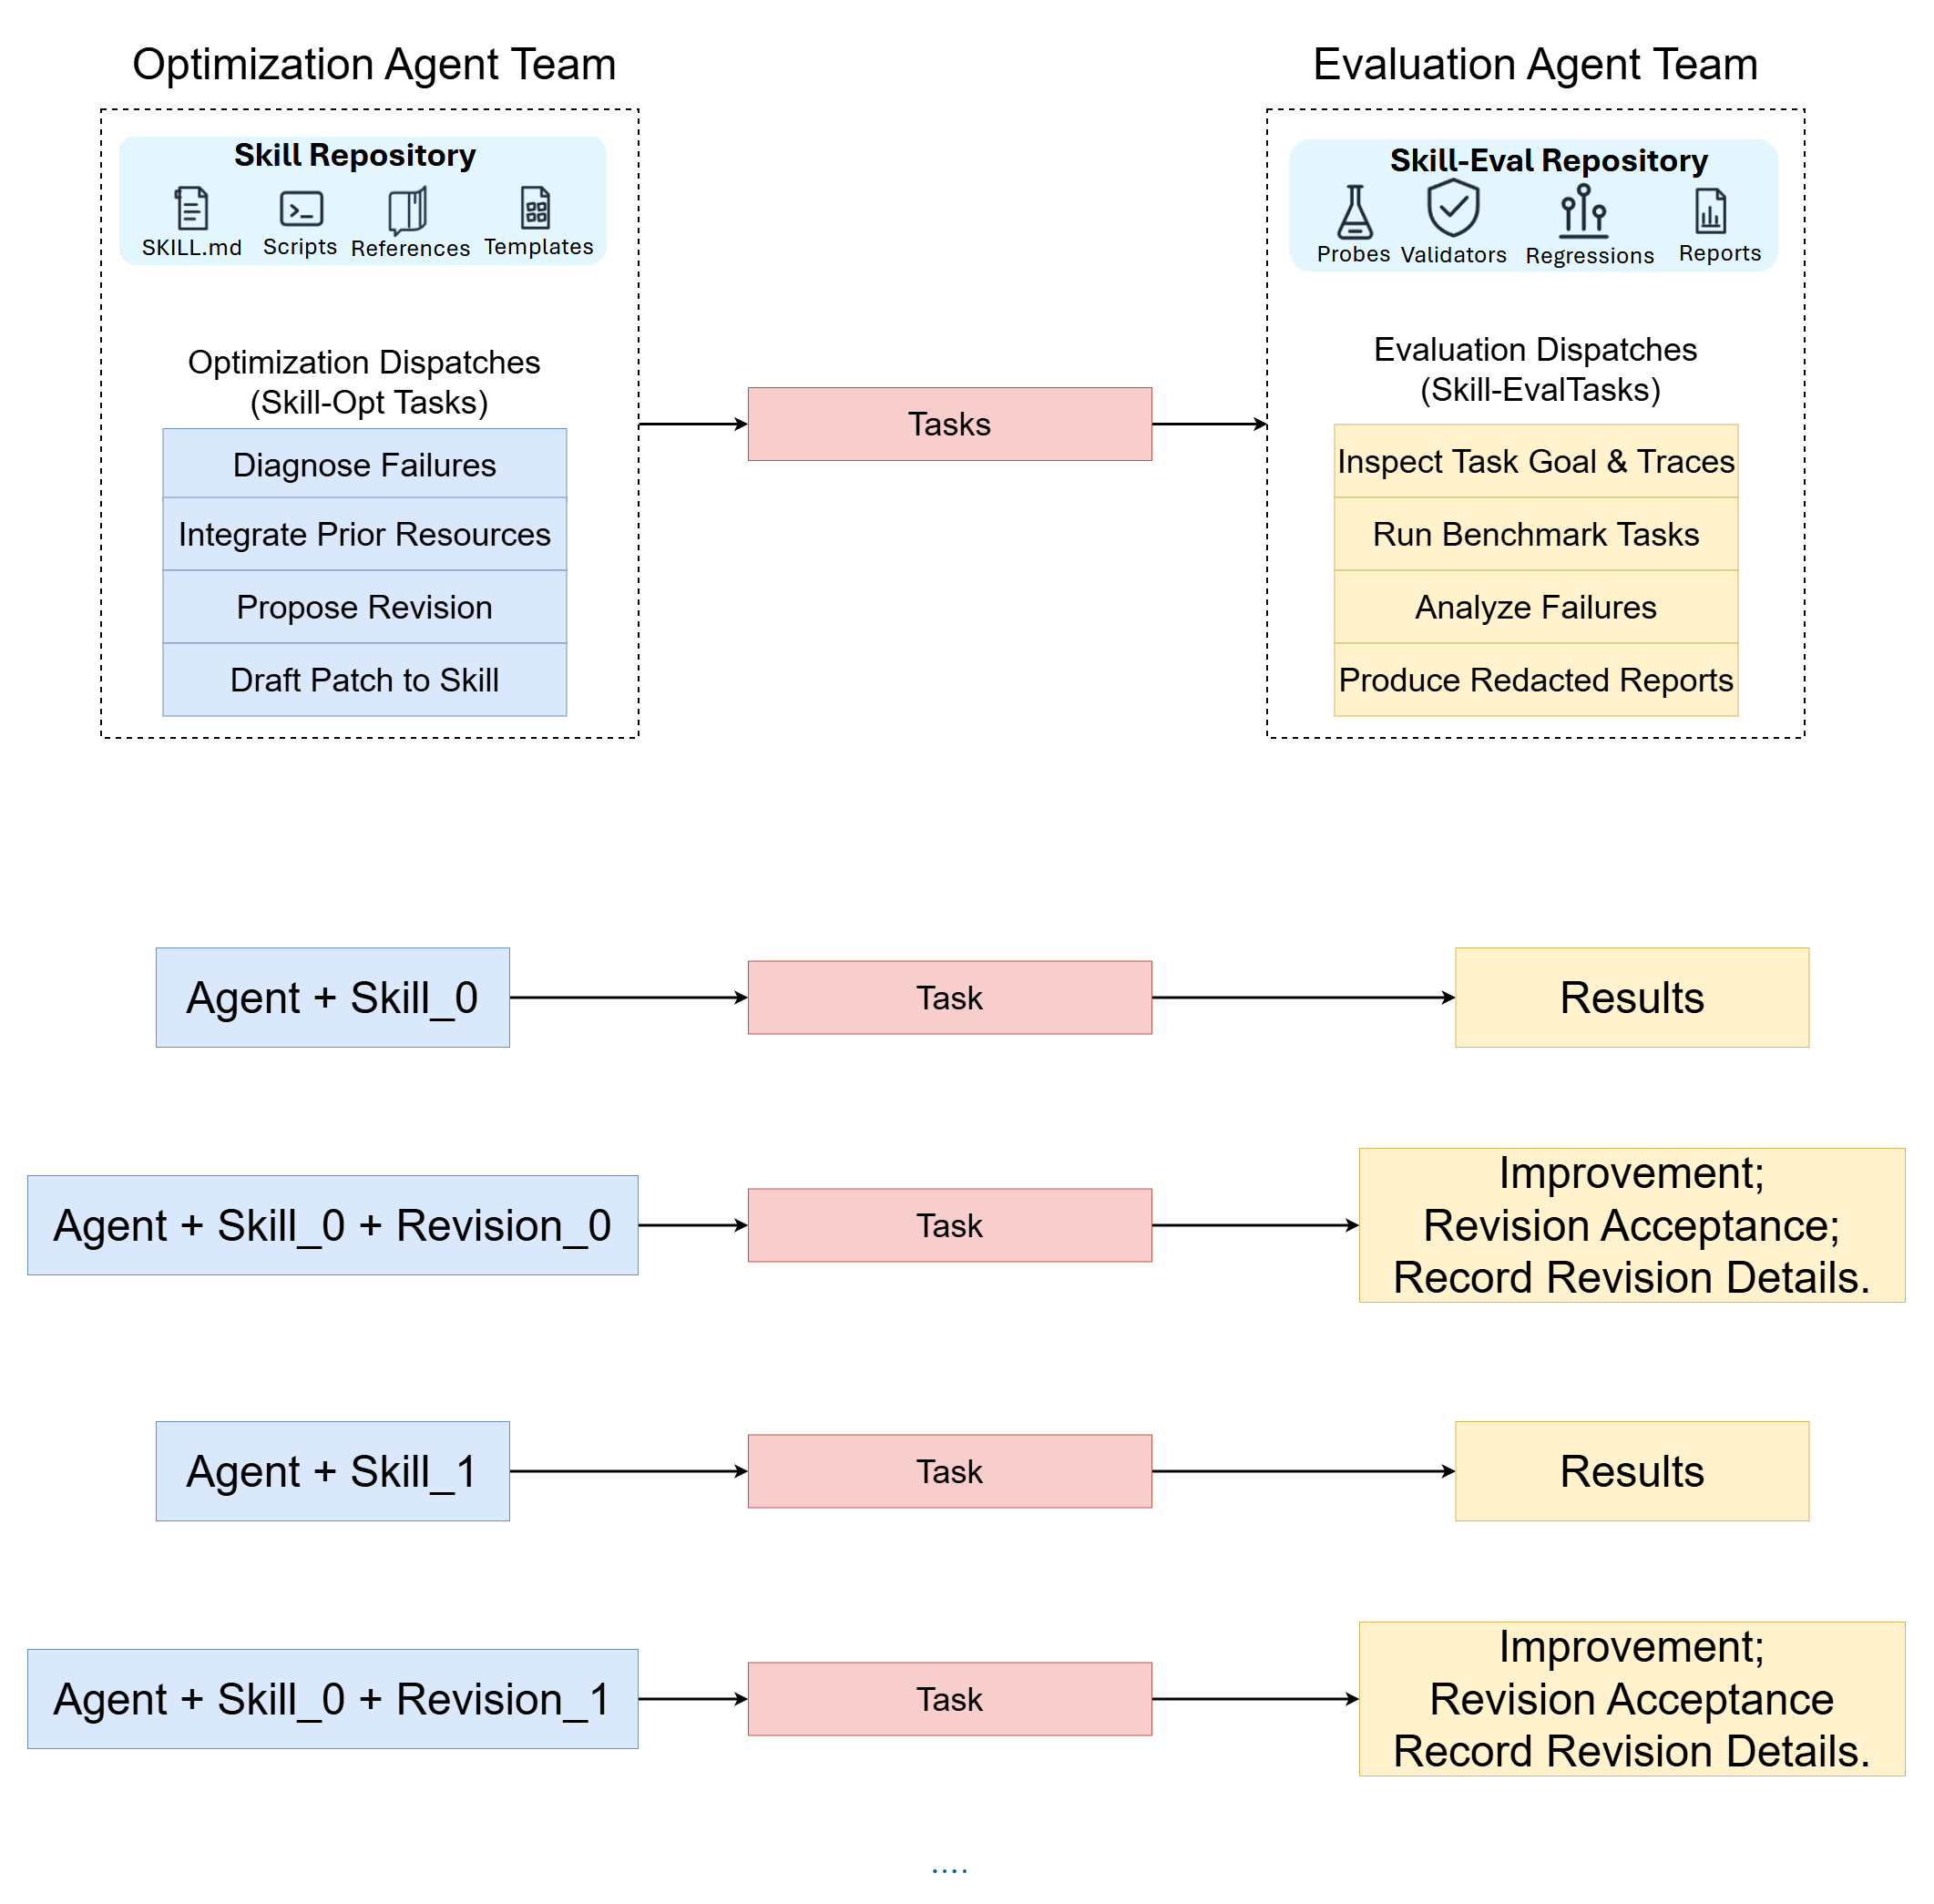 Optimization Agent Team
Skill Repository
SKILL.md
Scripts
References
Templates
Optimization Dispatches
(Skill-Opt Tasks)
Diagnose Failures
Integrate Prior Resources
Propose Revision
Draft Patch to Skill
Tasks
Evaluation Agent Team
Skill-Eval Repository
Probes
Validators
Regressions
Reports
Evaluation Dispatches
(Skill-EvalTasks)
Inspect Task Goal & Traces
Run Benchmark Tasks
Analyze Failures
Produce Redacted Reports
Agent + Skill_0
Task
Results
Agent + Skill_0 + Revision_0
Task
Improvement;
Revision Acceptance;
Record Revision Details.
Agent + Skill_1
Task
Results
Agent + Skill_0 + Revision_1
Task
Improvement;
Revision Acceptance
Record Revision Details.
....